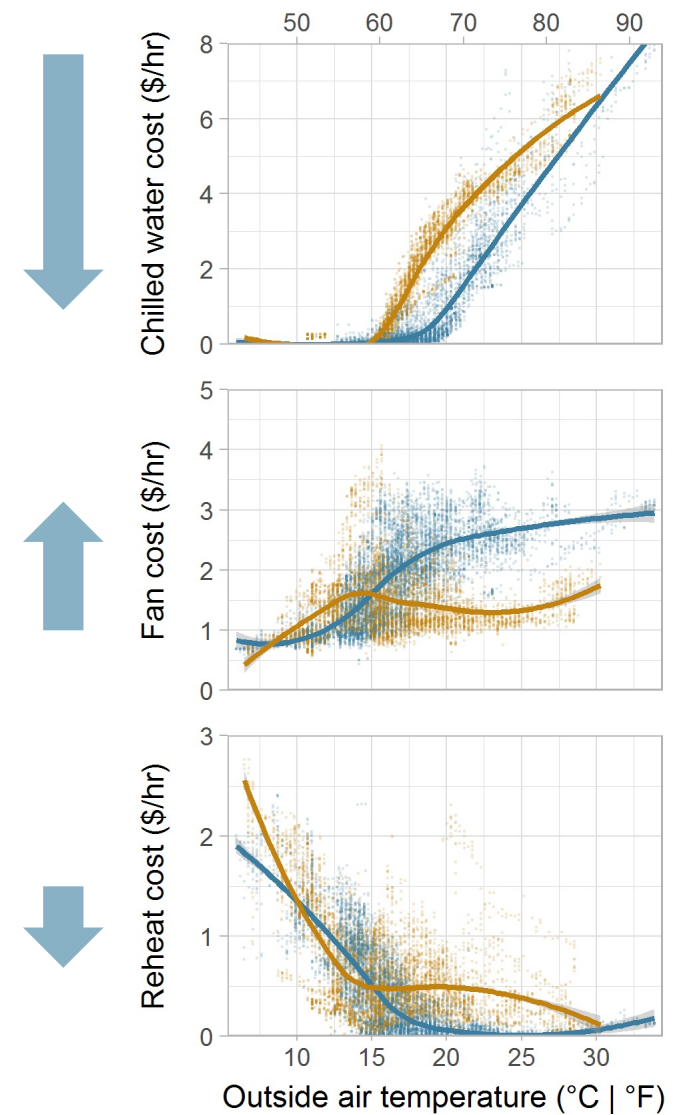 50 60 70 80 90
Chilled water cost ($/hr)
8
6
4
2
0
Fan cost ($/hr)
5
4
3
2
1
0
Reheat cost ($/hr)
3
2
1
0
10 15 20 25 30
Outside air temperature (°C | °F)